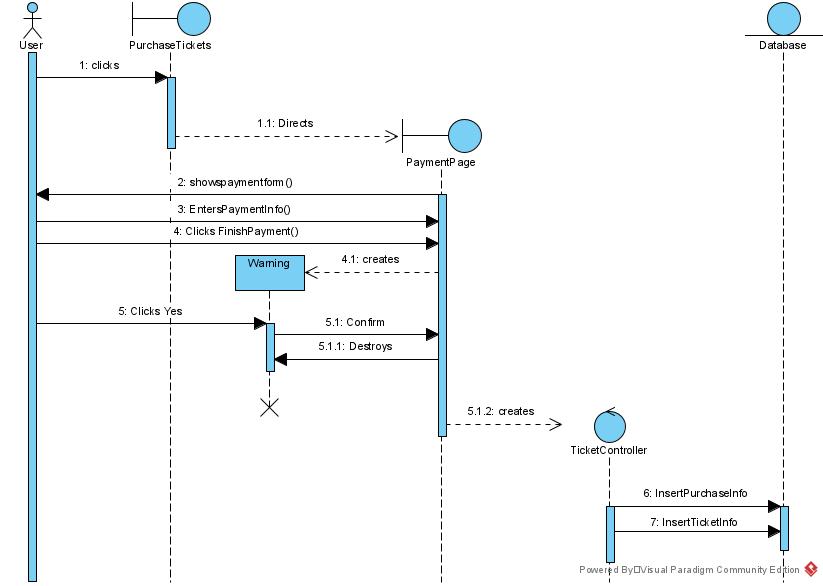 User
PurchaseTickets
Database
1: clicks
1.1: Directs
PaymentPage
2: showspaymentform()
3: EntersPaymentInfo()
4: Clicks FinishPayment()
4.1: creates
Warning
5: Clicks Yes
5.1: Confirm
5.1.1: Destroys
5.1.2: creates
TicketController
6: InsertPurchaseInfo
7: InsertTicketInfo
Powered By□Visual Paradigm Community Edition